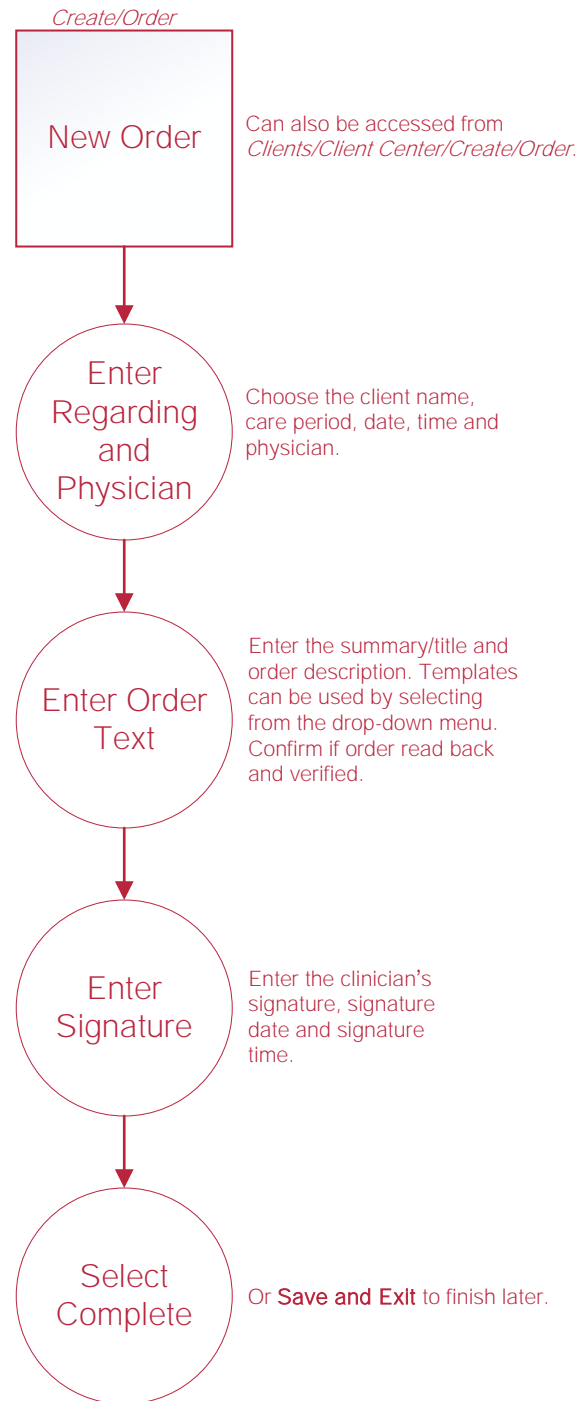 Create/Order
New Order
Can also be accessed from
Clients/Client Center/Create/Order.
Enter
Regarding
and
Physician
Choose the client name,
care period, date, time and
physician.
Enter Order
Text
Enter the summary/title and
order description. Templates
can be used by selecting
from the drop-down menu.
Confirm if order read back
and verified.
Enter
Signature
Enter the clinician’s
signature, signature
date and signature
time.
Select
Complete
Or Save and Exit to finish later.